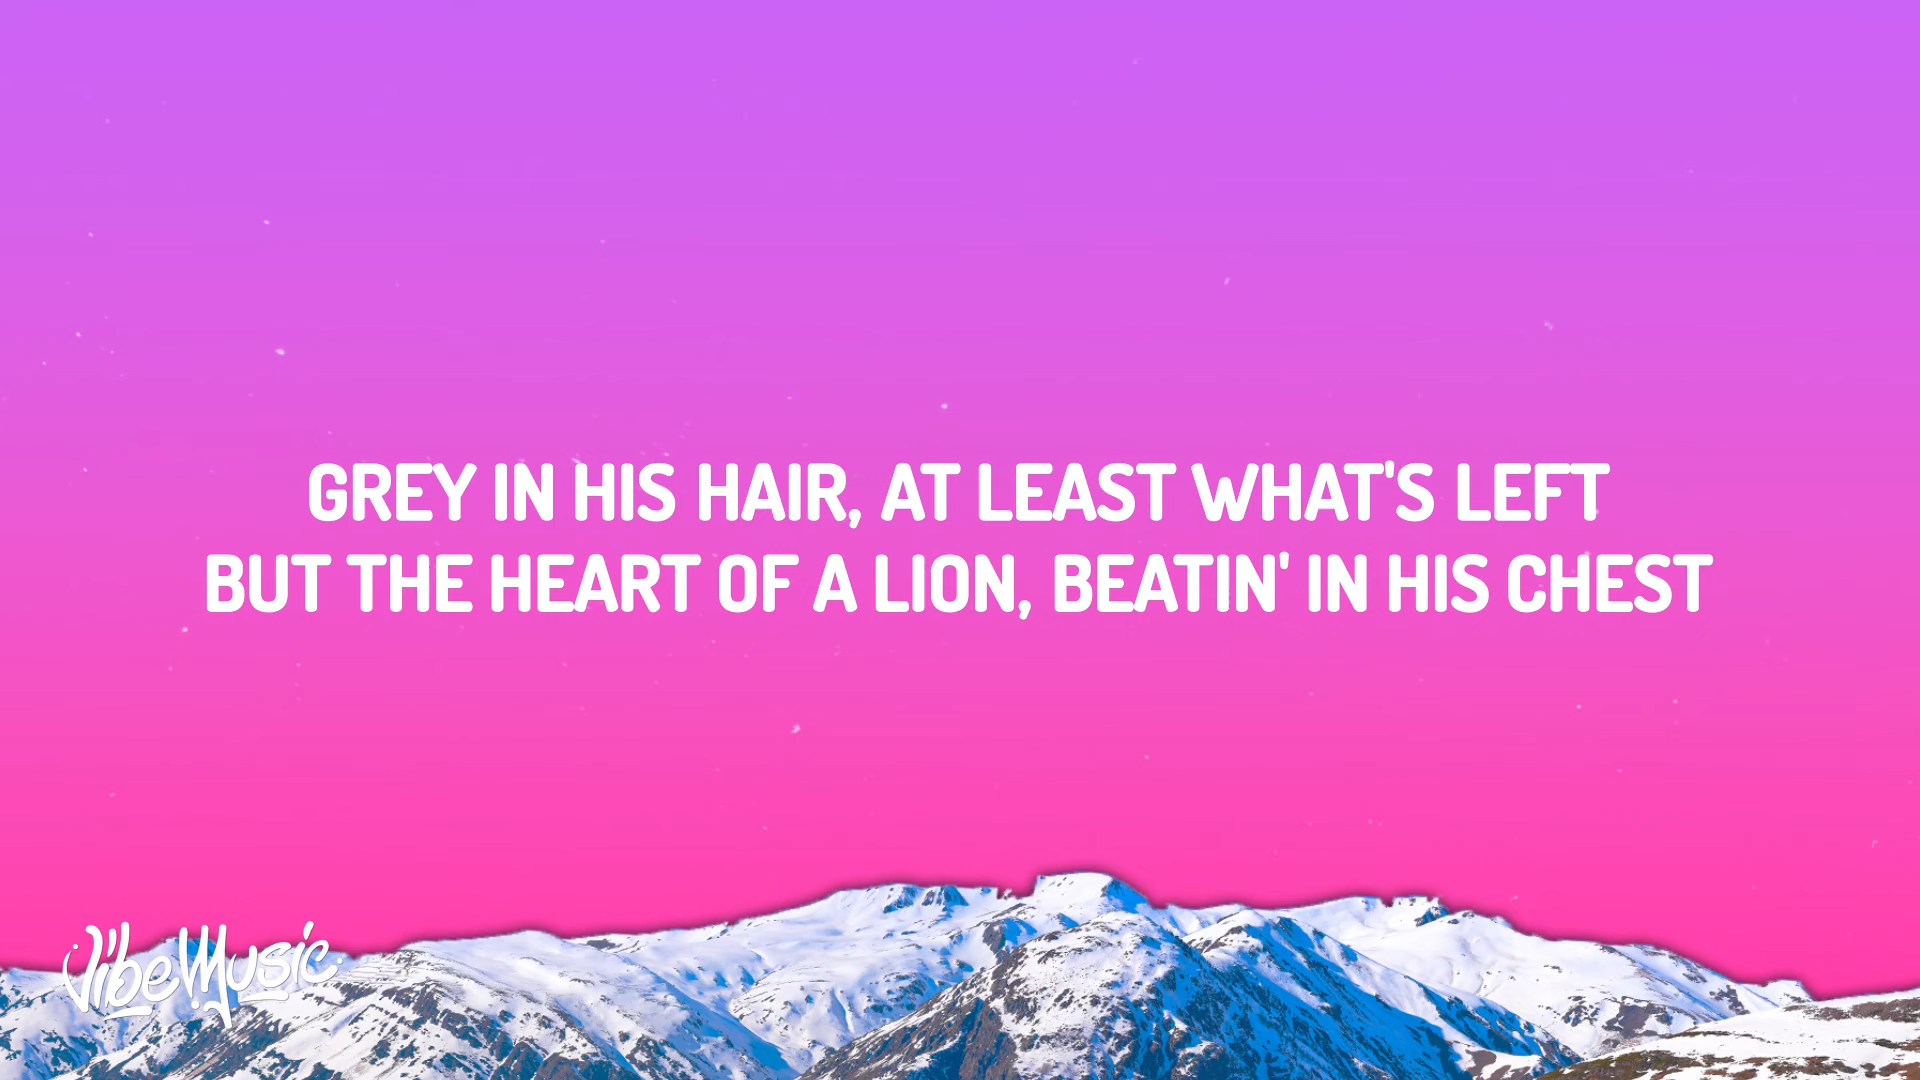 GREY IN HIS HAIR, AT LEAST WHAT'S LEFT
BUT THE HEART OF A LION, BEATIN' IN HIS CHEST
VibeMusic